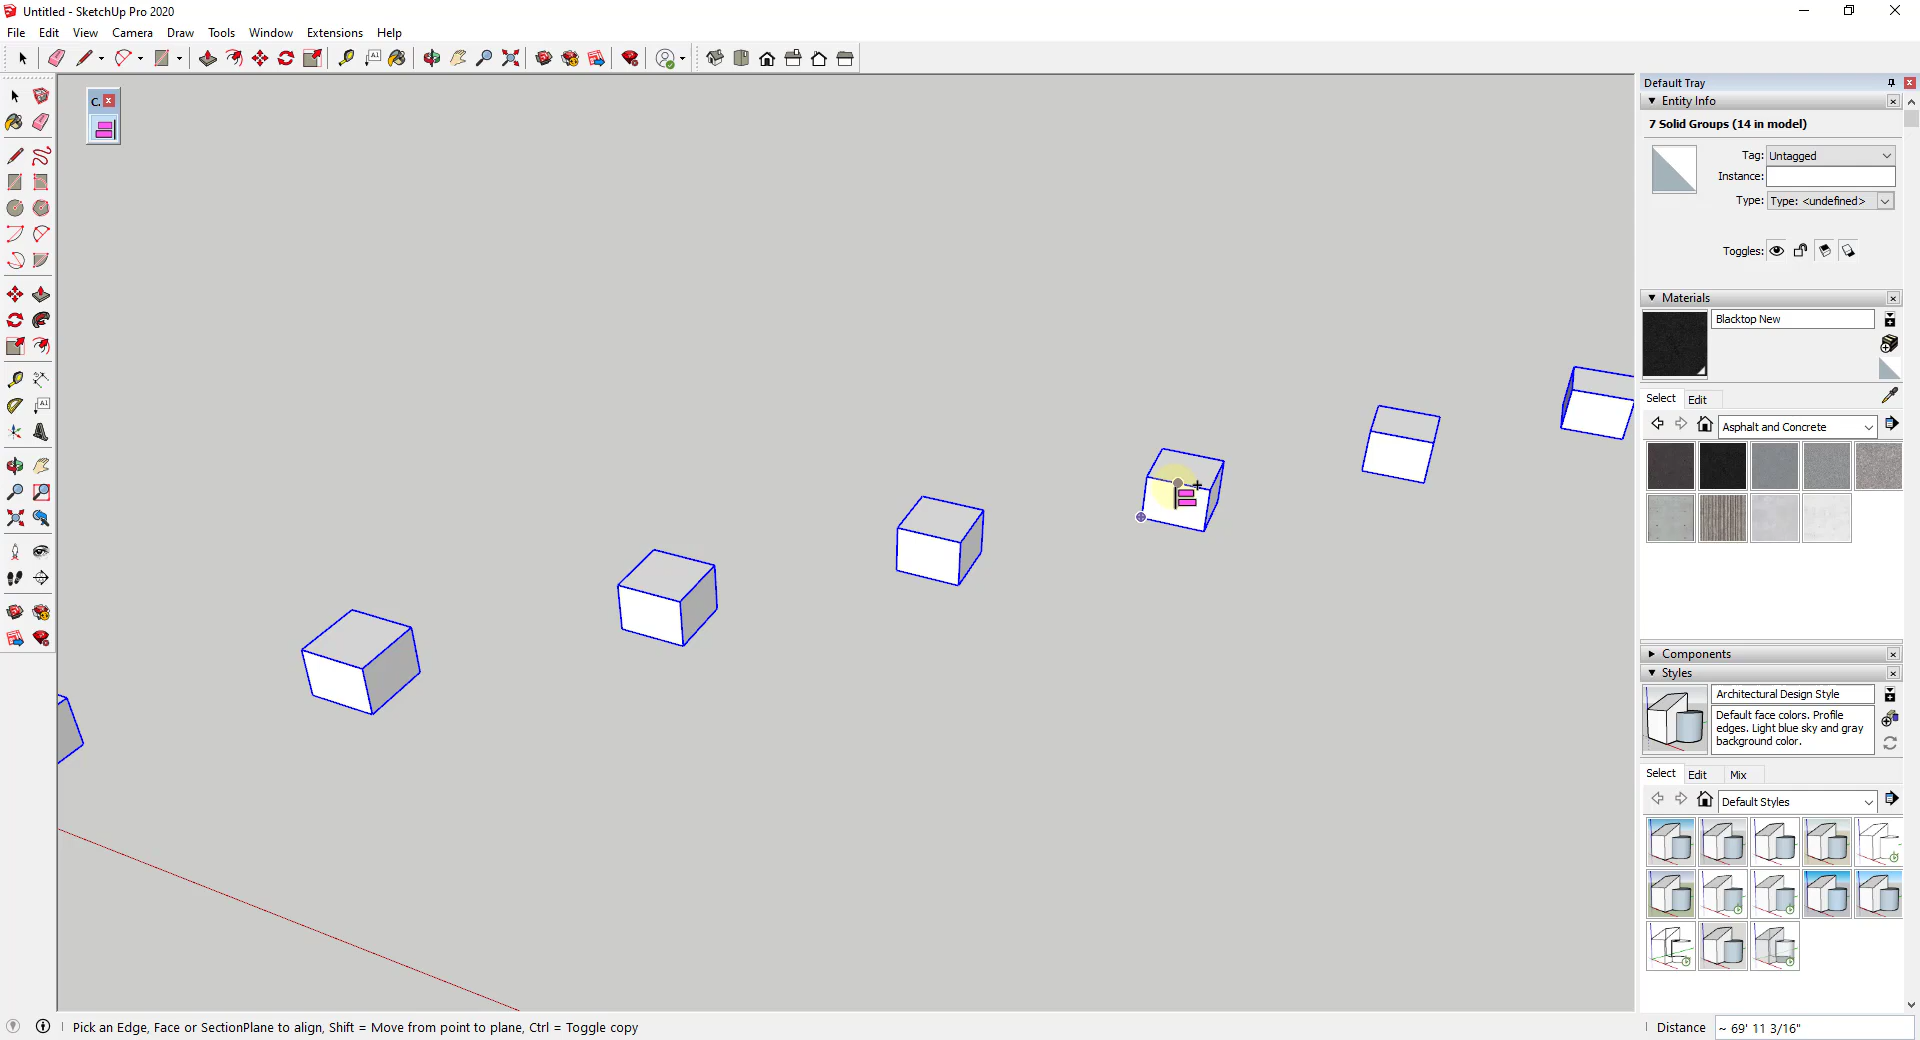 Untitled - SketchUp Pro 2020
File Edit View Camera Draw Tools Window Extensions Help
A1
C.
A1
Default Tray
Entity Info
7 Solid Groups (14 in model)
Tag: Untagged
Instance:
Type: Type: <undefined>
Toggles:
Materials
Blacktop New
Select Edit
Asphalt and Concrete
Components
Styles
Architectural Design Style
Default face colors. Profile
edges. Light blue sky and gray
background color.
Select Edit Mix
Default Styles
Pick an Edge, Face or SectionPlane to align, Shift = Move from point to plane, Ctrl = Toggle copy
Distance ~ 69' 11 3/16"